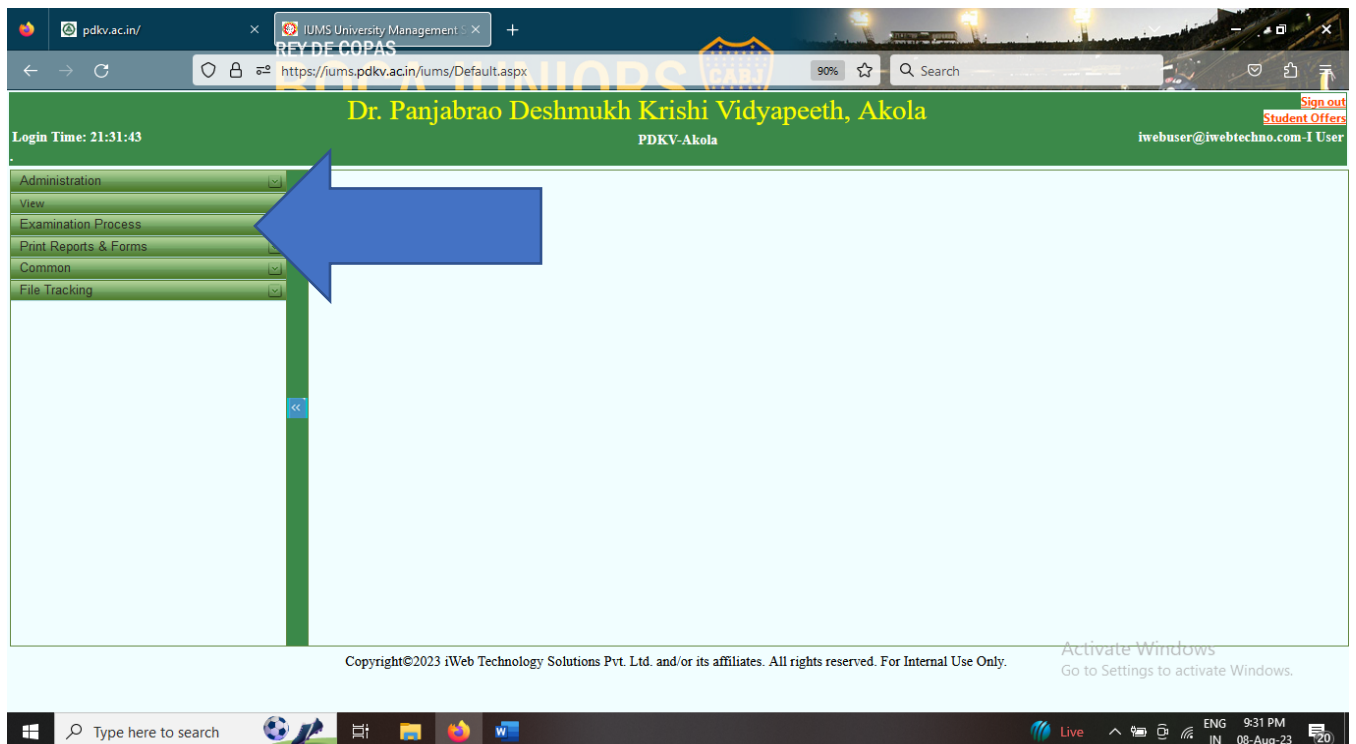 pdkv.ac.in/
IUMS University Management S
REY DE COPAS
https://iums.pdkv.ac.in/iums/Default.aspx
90%
Search
BOCA JUNIORS
CABJ
Dr. Panjabrao Deshmukh Krishi Vidyapeeth, Akola
Sign out
Student Offers
Login Time: 21:31:43
PDKV-Akola
iwebuser@iwebtechno.com-I User
.
Administration
View
Examination Process
Print Reports & Forms
Common
File Tracking
«
Copyright©2023 iWeb Technology Solutions Pvt. Ltd. and/or its affiliates. All rights reserved. For Internal Use Only.
Activate Windows
Go to Settings to activate Windows.
Type here to search
W
Live
ENG
IN
9:31 PM
08-Aug-23
20